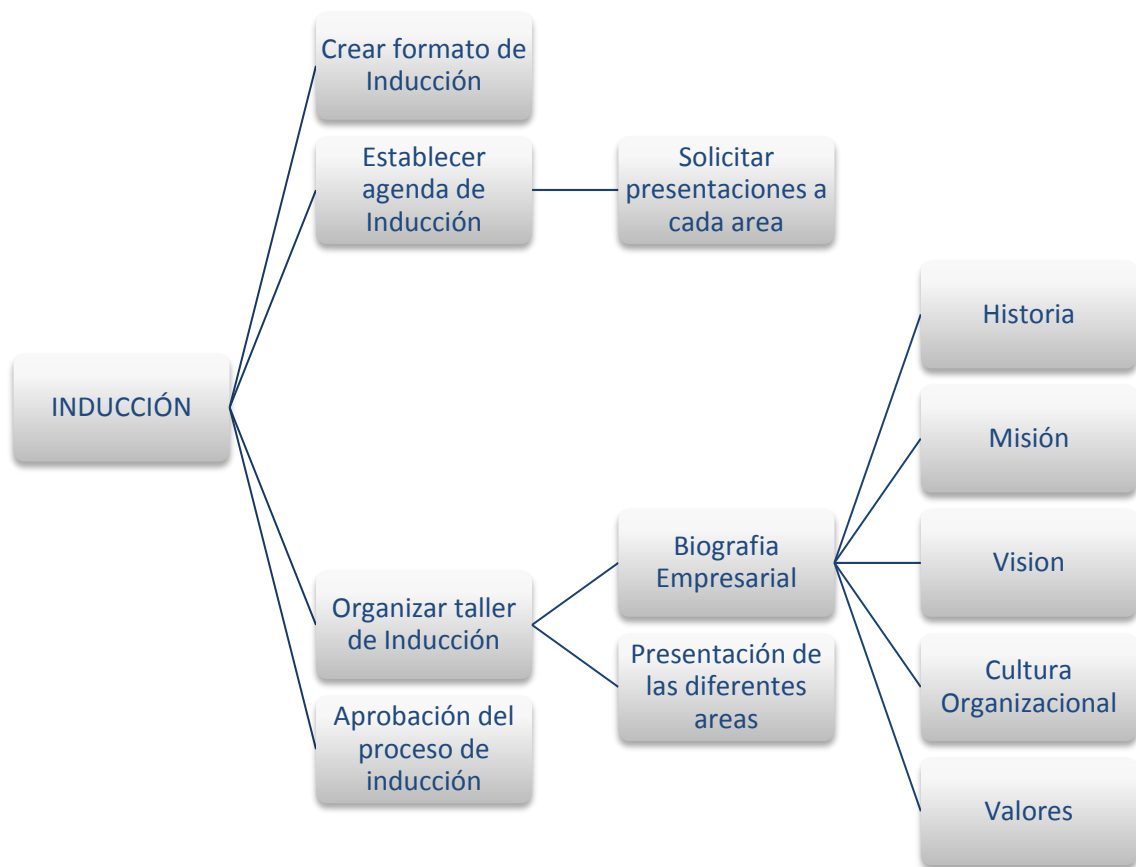 Crear formato de
Inducción
Establecer
agenda de
Inducción
Solicitar
presentaciones a
cada area
Historia
INDUCCIÓN
Misión
Biografia
Empresarial
Vision
Organizar taller
de Inducción
Presentación de
las diferentes
areas
Cultura
Organizacional
Aprobación del
proceso de
inducción
Valores